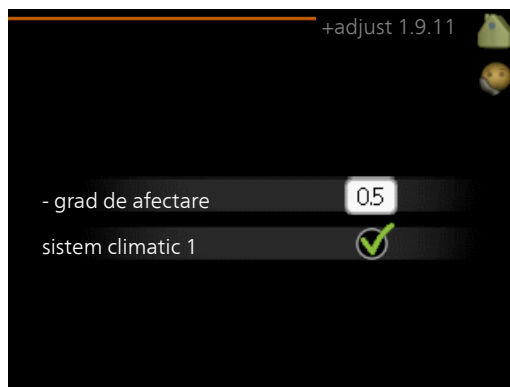 +adjust 1.9.11
- grad de afectare 0.5
sistem climatic 1